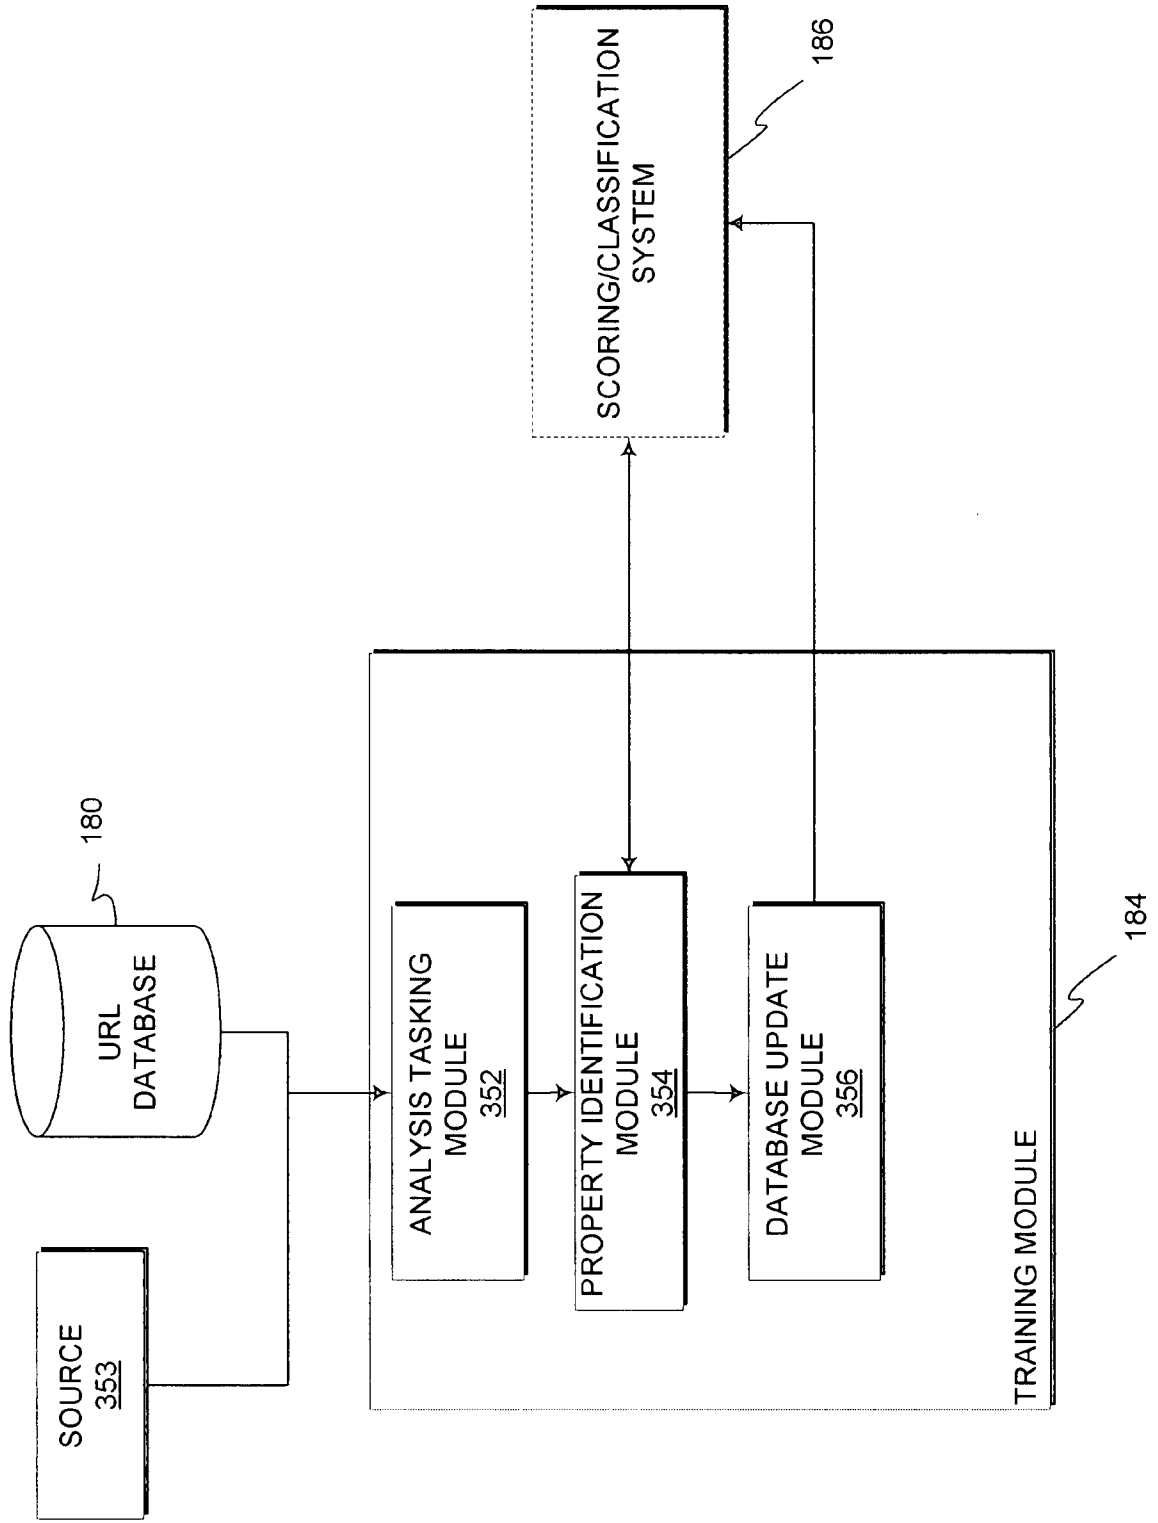 SOURCE
353
URL
DATABASE
180
ANALYSIS TASKING
MODULE
352
PROPERTY IDENTIFICATION
MODULE
354
DATABASE UPDATE
MODULE
356
TRAINING MODULE
184
SCORING/CLASSIFICATION
SYSTEM
186